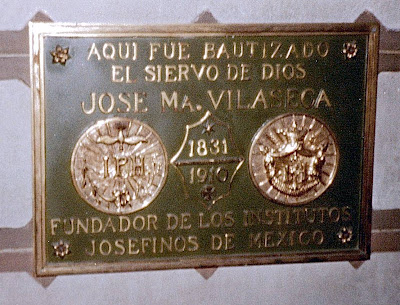 AQUI FUE BAUTIZADO
EL SIERVO DE DIOS
JOSE MA. VILASECA
IPH
1831
1910
FUNDADOR DE LOS INSTITUTOS
JOSEFINOS DE MEXICO